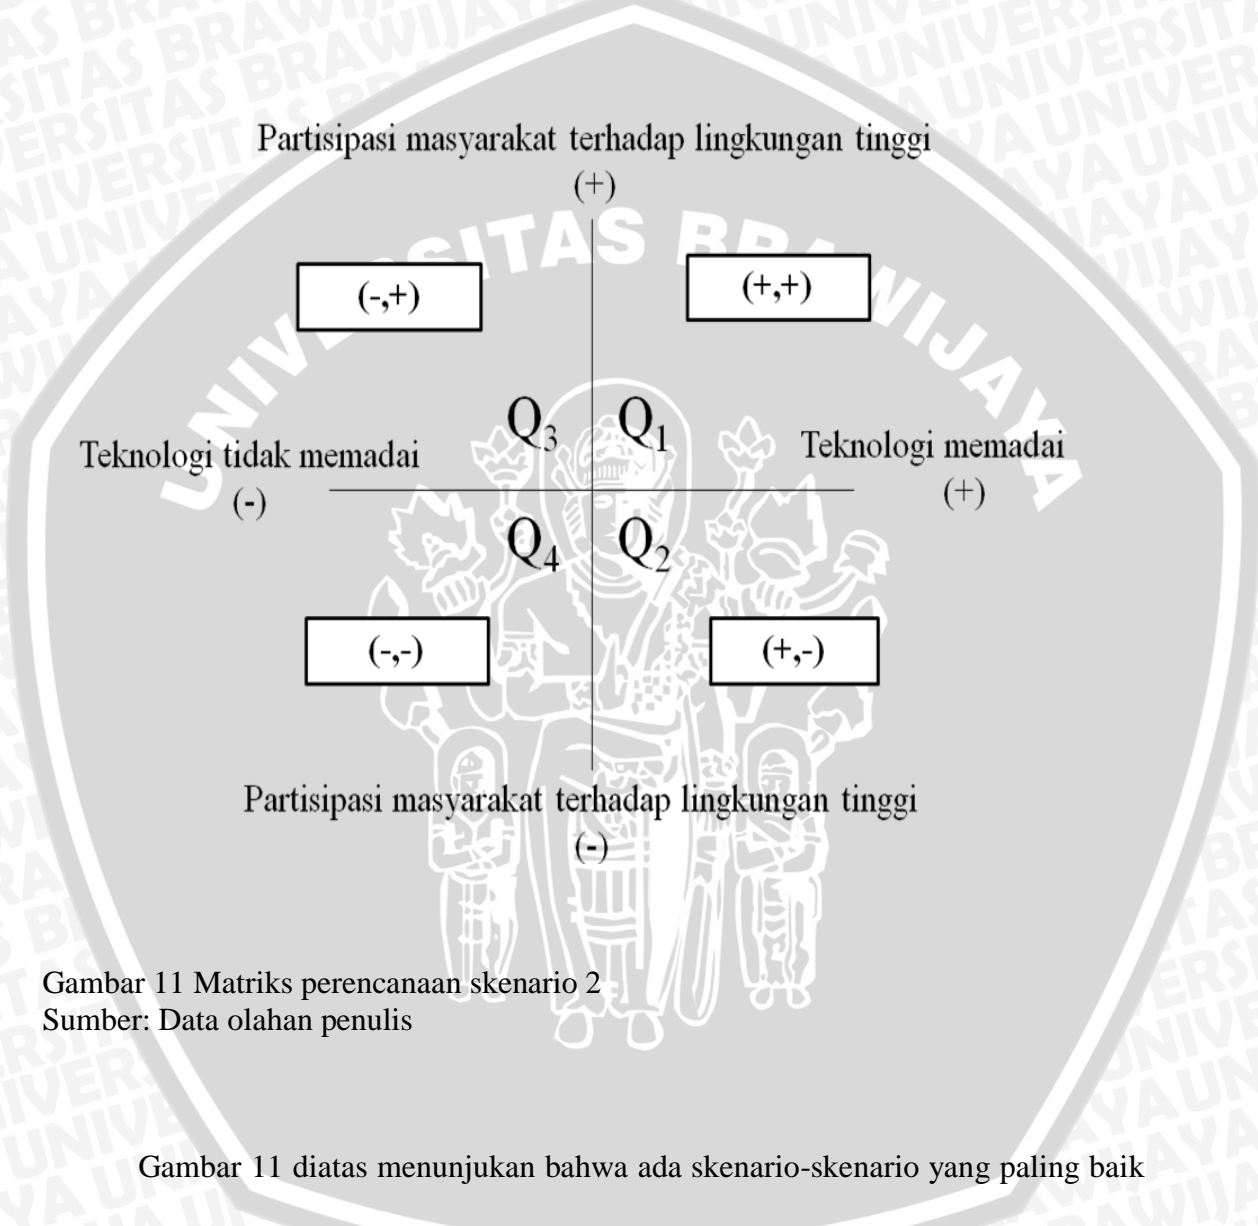 Partisipasi masyarakat terhadap lingkungan tinggi
(+)
UNIVERSITAS BRAWIJAYA
(-,+)
(+,+)
Q3
Q1
Teknologi tidak memadai
(-)
Teknologi memadai
(+)
Q4
Q2
(-,-)
(+,-)
Partisipasi masyarakat terhadap lingkungan tinggi
(-)
Gambar 11 Matriks perencanaan skenario 2
Sumber: Data olahan penulis
Gambar 11 diatas menunjukan bahwa ada skenario-skenario yang paling baik